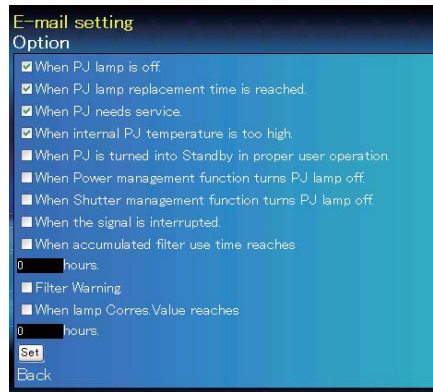 E-mail setting
Option
When PJ lamp is off.
When PJ lamp replacement time is reached.
When PJ needs service.
When internal PJ temperature is too high.
When PJ is turned into Standby in proper user operation.
When Power management function turns PJ lamp off.
When Shutter management function turns PJ lamp off.
When the signal is interrupted.
When accumulated filter use time reaches
0 hours.
Filter Warning
When lamp Corres.Value reaches
0 hours.
Set
Back